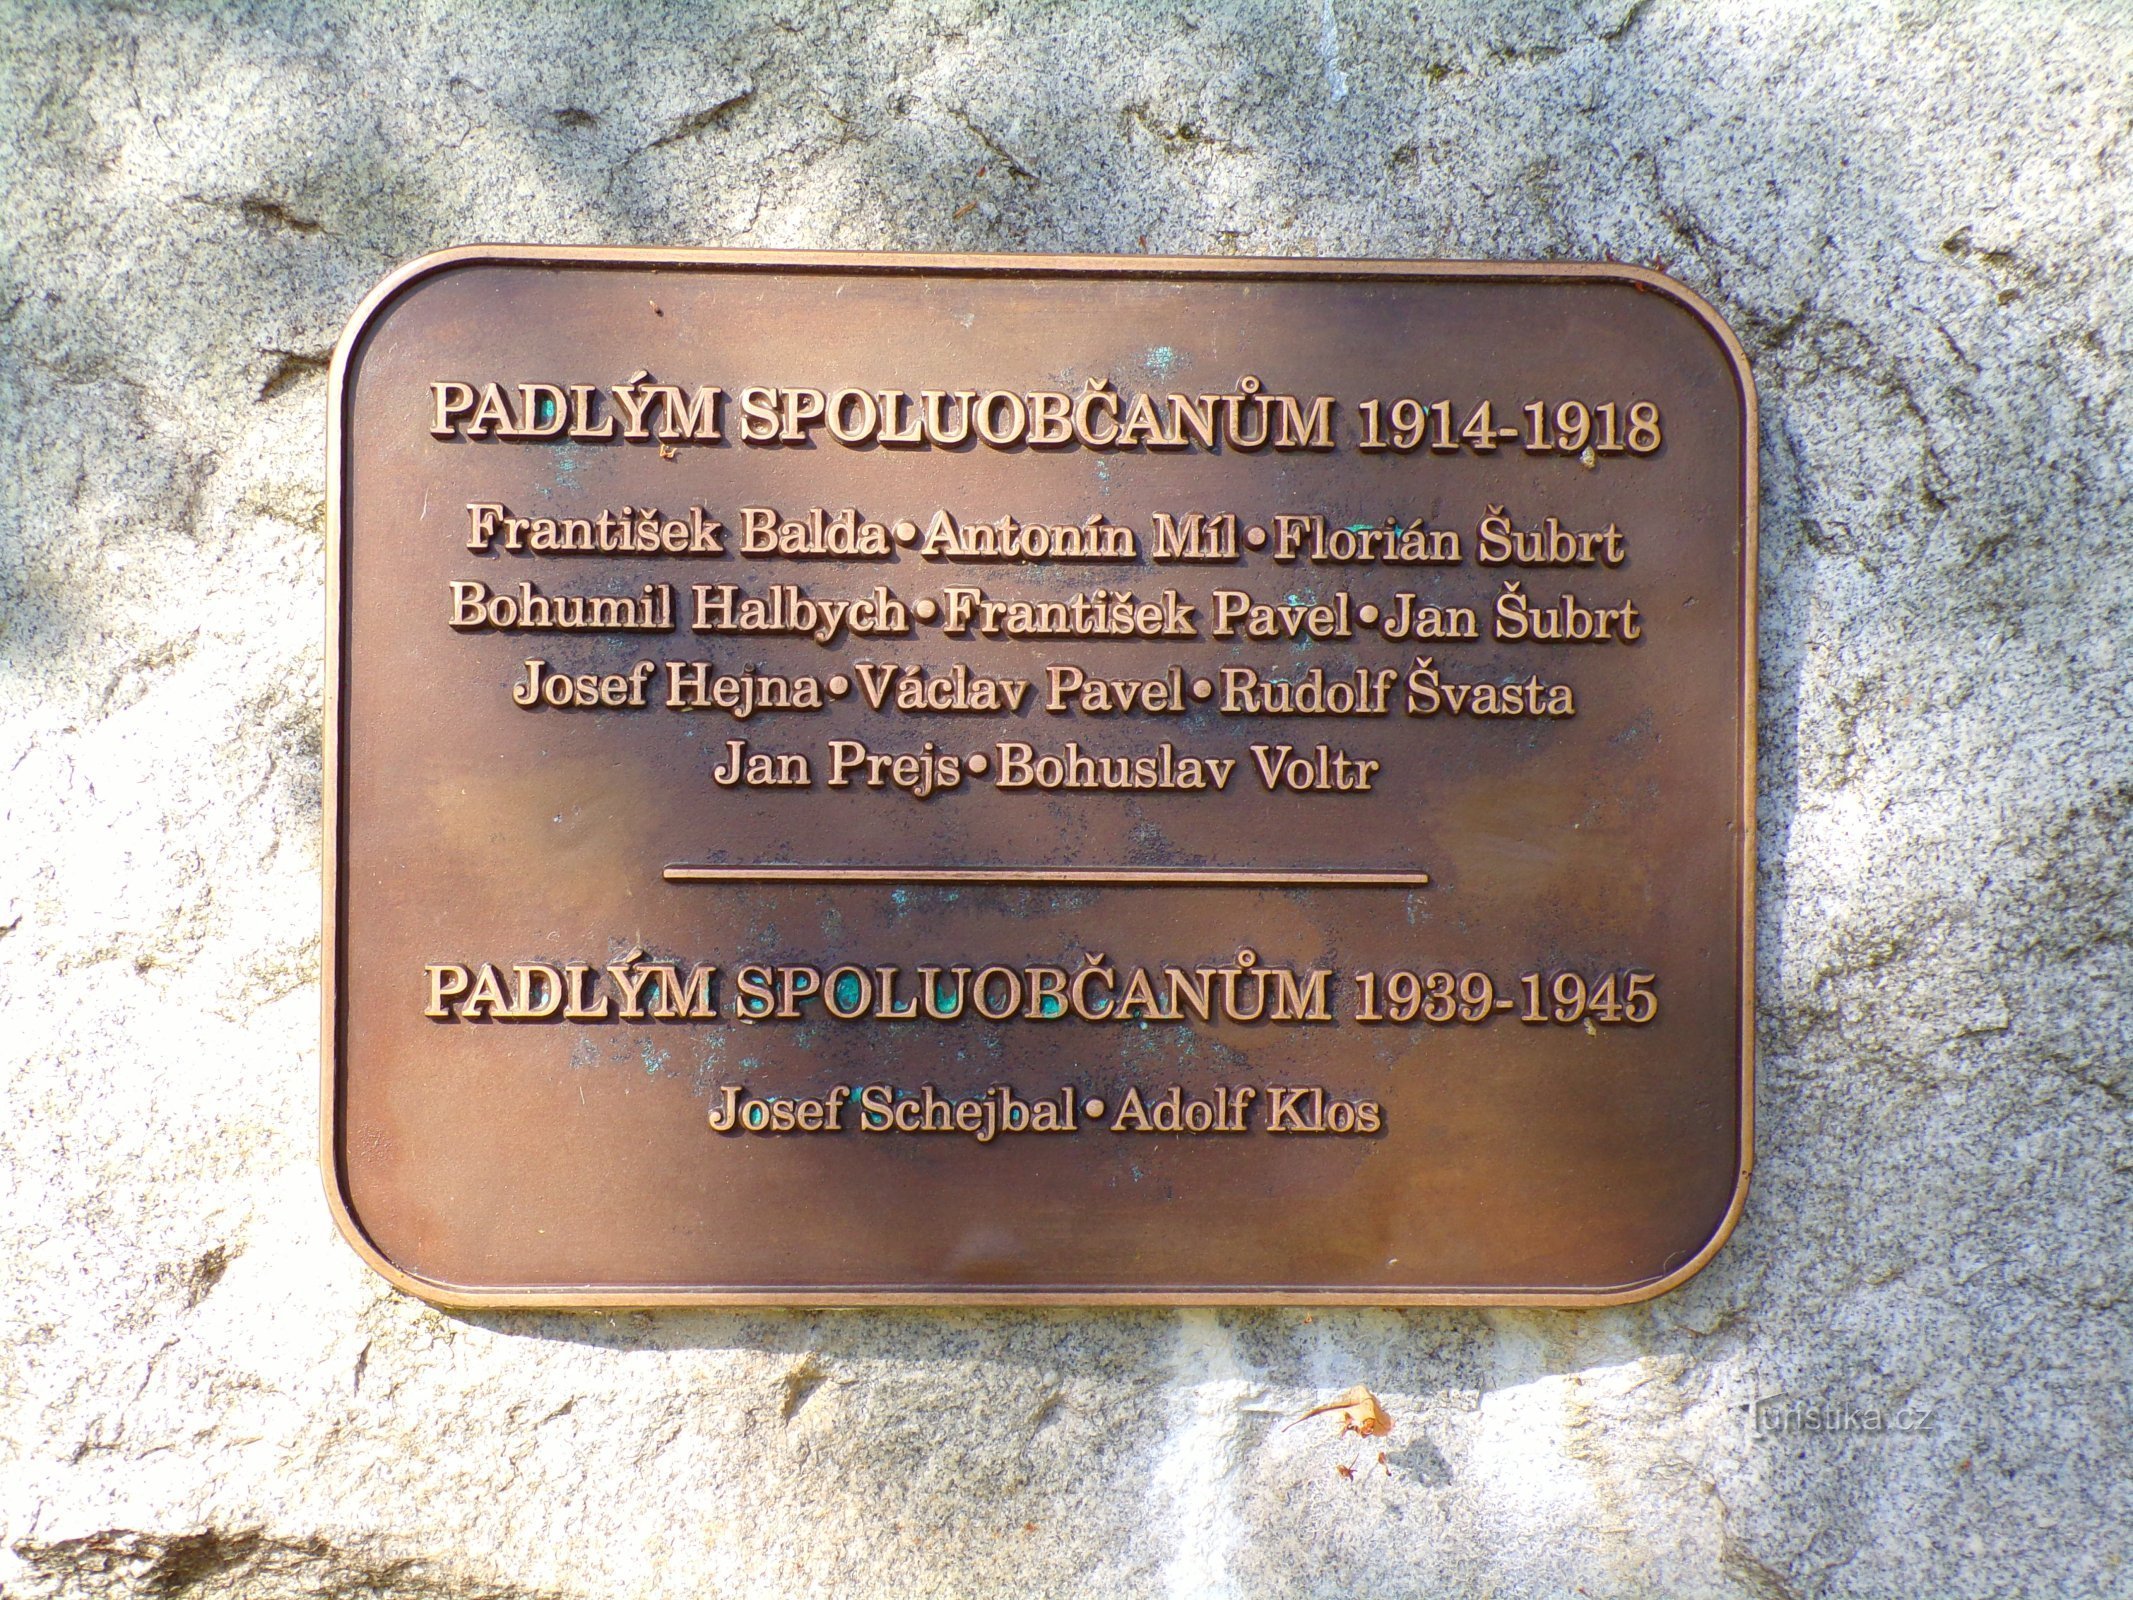 PADLÝM SPOLUOBČANŮM 1914-1918
František Balda•Antonín Míl•Florián Šubrt
Bohumil Halbych•František Pavel•Jan Šubrt
Josef Hejna•Václav Pavel•Rudolf Švasta
Jan Prejs•Bohuslav Voltr
PADLÝM SPOLUOBČANŮM 1939-1945
Josef Schejbal•Adolf Klos
Turistika.cz